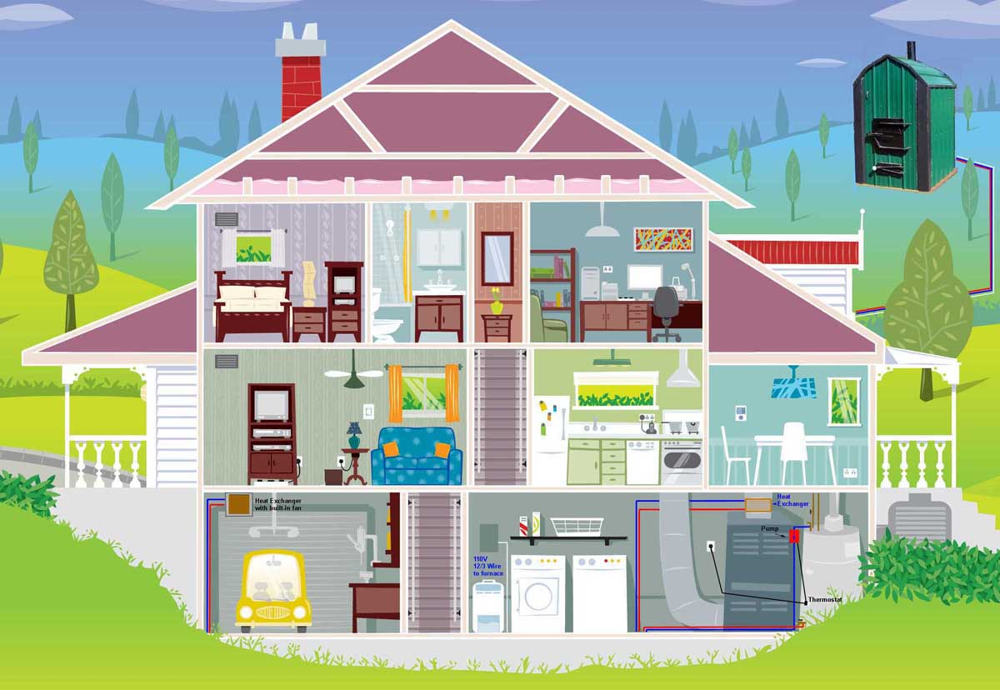 Heat Exchanger
with built-in fan
Heat
Exchanger
Pump
110V
12/3 Wire
to furnace
Thermostat